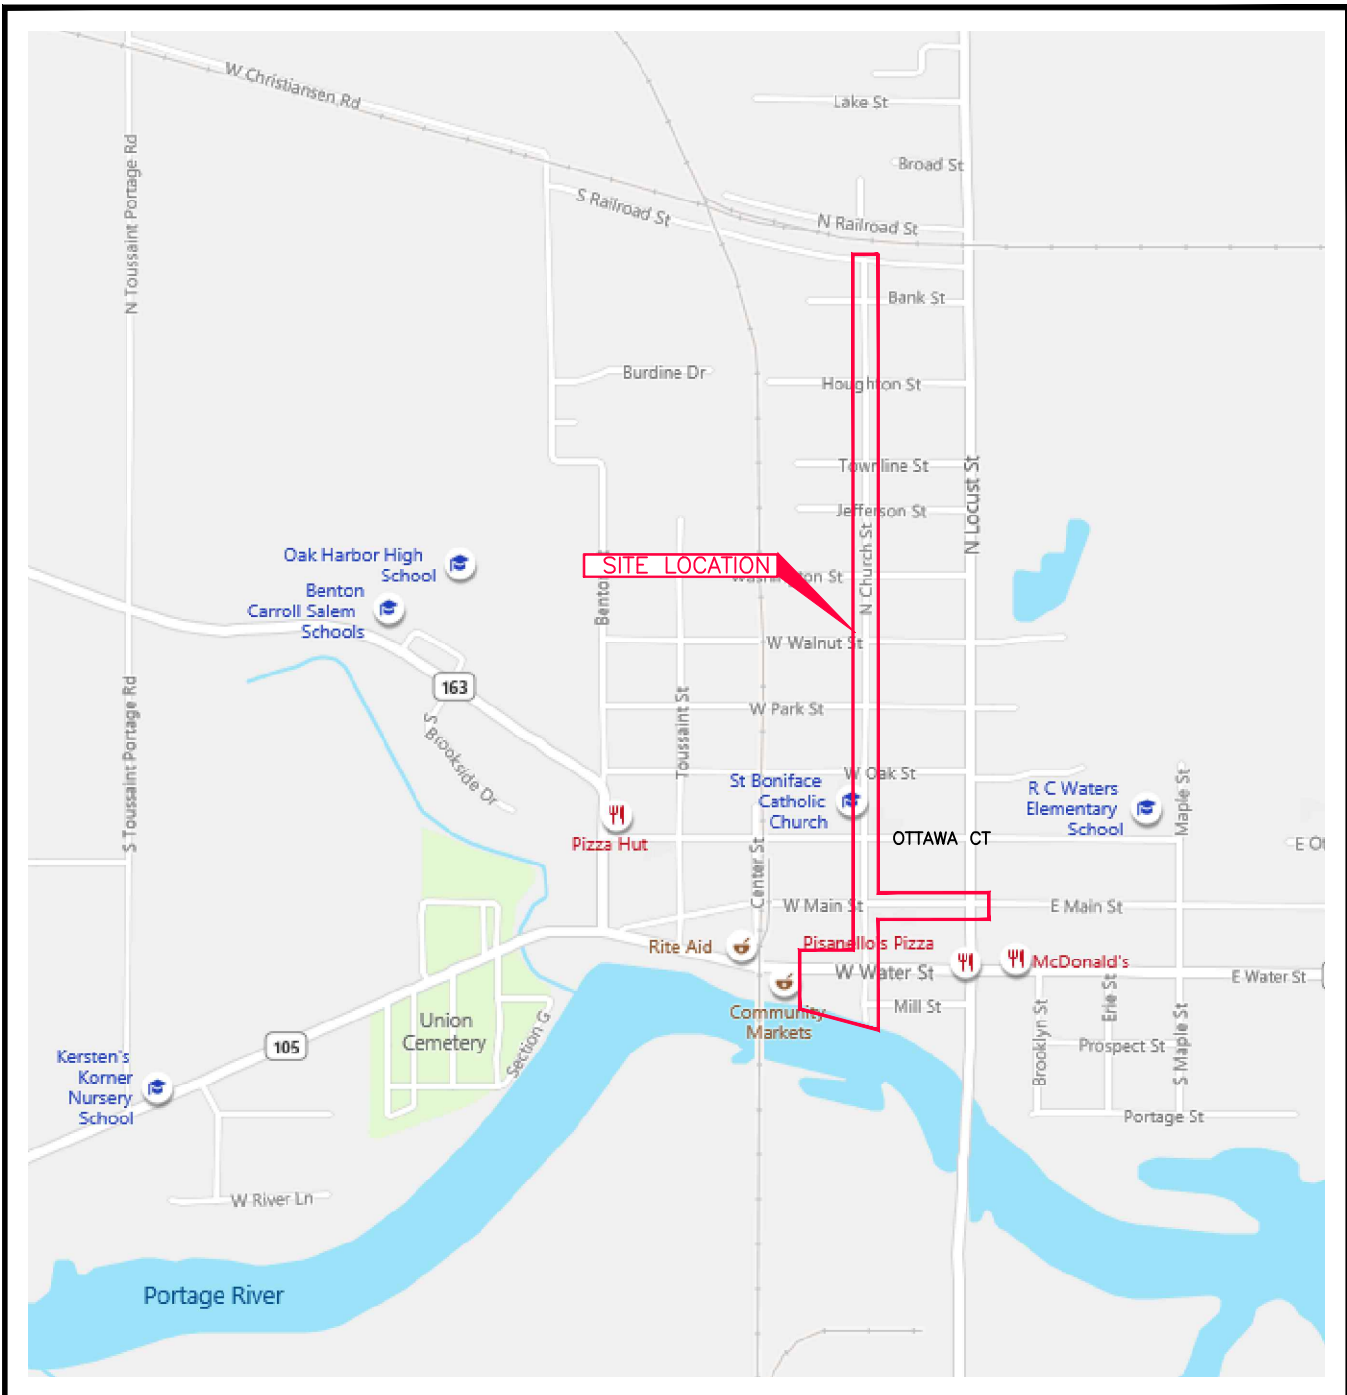 W Christiansen Rd
Lake St
Broad St
N Toussaint Portage Rd
S Railroad St
N Railroad St
Bank St
Burdine Dr
Houghton St
Townline St
Jefferson St
N Locust St
N Church St
Oak Harbor High
School
SITE LOCATION
Washington St
Benton
Carroll Salem
Schools
W Walnut St
163
S Toussaint Portage Rd
Toussaint St
W Park St
S Brookside Dr
W Oak St
St Boniface
Catholic
Church
R C Waters
Elementary
School
Maple St
Pizza Hut
OTTAWA CT
Center St
W Main St
E Main St
Rite Aid
Pisanello's Pizza
McDonald's
W Water St
E Water St
Community
Markets
Mill St
Erie St
Brooklyn St
S Maple St
Prospect St
Portage St
Union
Cemetery
Section G
105
Kersten's
Korner
Nursery
School
W River Ln
Portage River